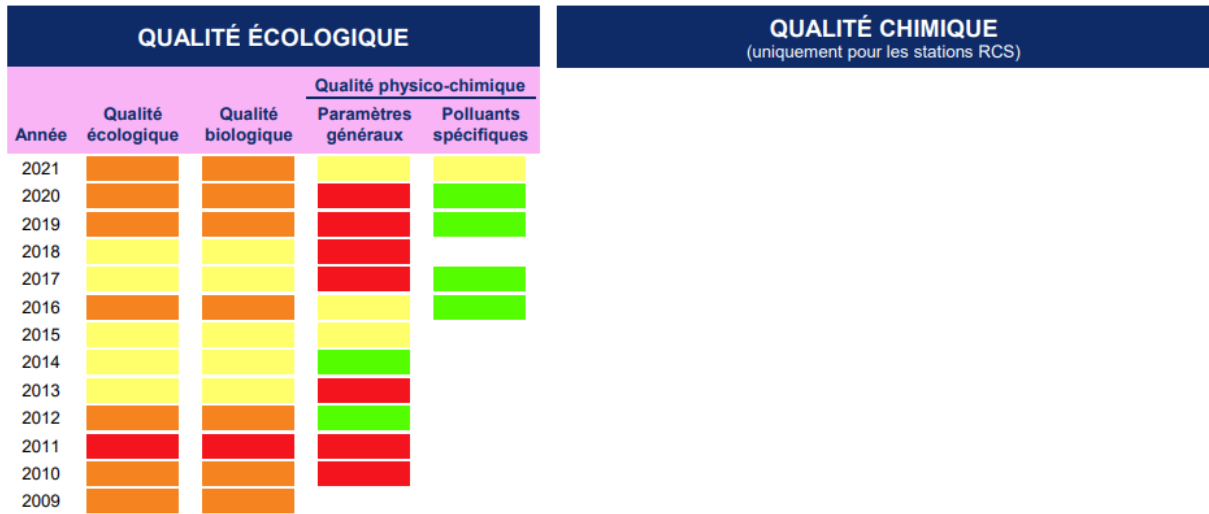 QUALITÉ ÉCOLOGIQUE
QUALITÉ CHIMIQUE
(uniquement pour les stations RCS)
Qualité physico-chimique
Année
Qualité
écologique
Qualité
biologique
Paramètres
généraux
Polluants
spécifiques
2021
2020
2019
2018
2017
2016
2015
2014
2013
2012
2011
2010
2009